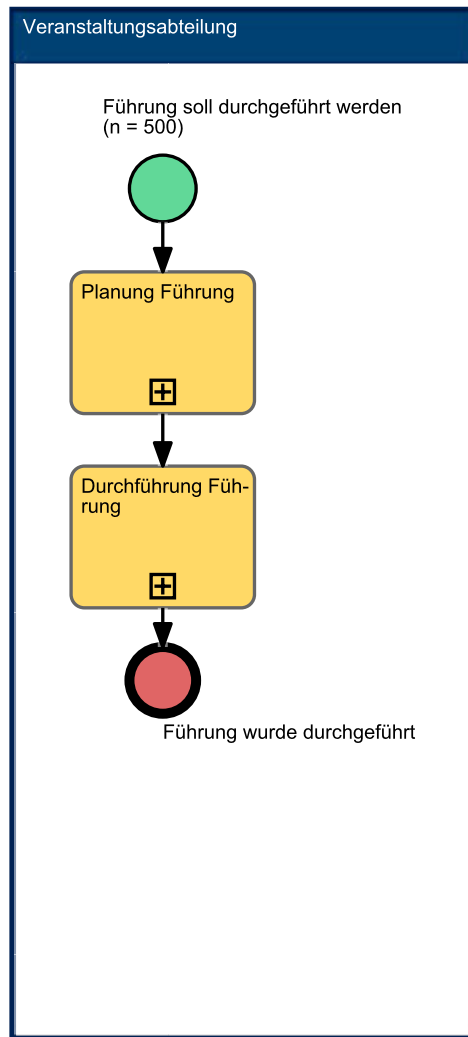 Veranstaltungsabteilung
Führung soll durchgeführt werden
(n = 500)
Planung Führung
Durchführung Füh-
rung
Führung wurde durchgeführt